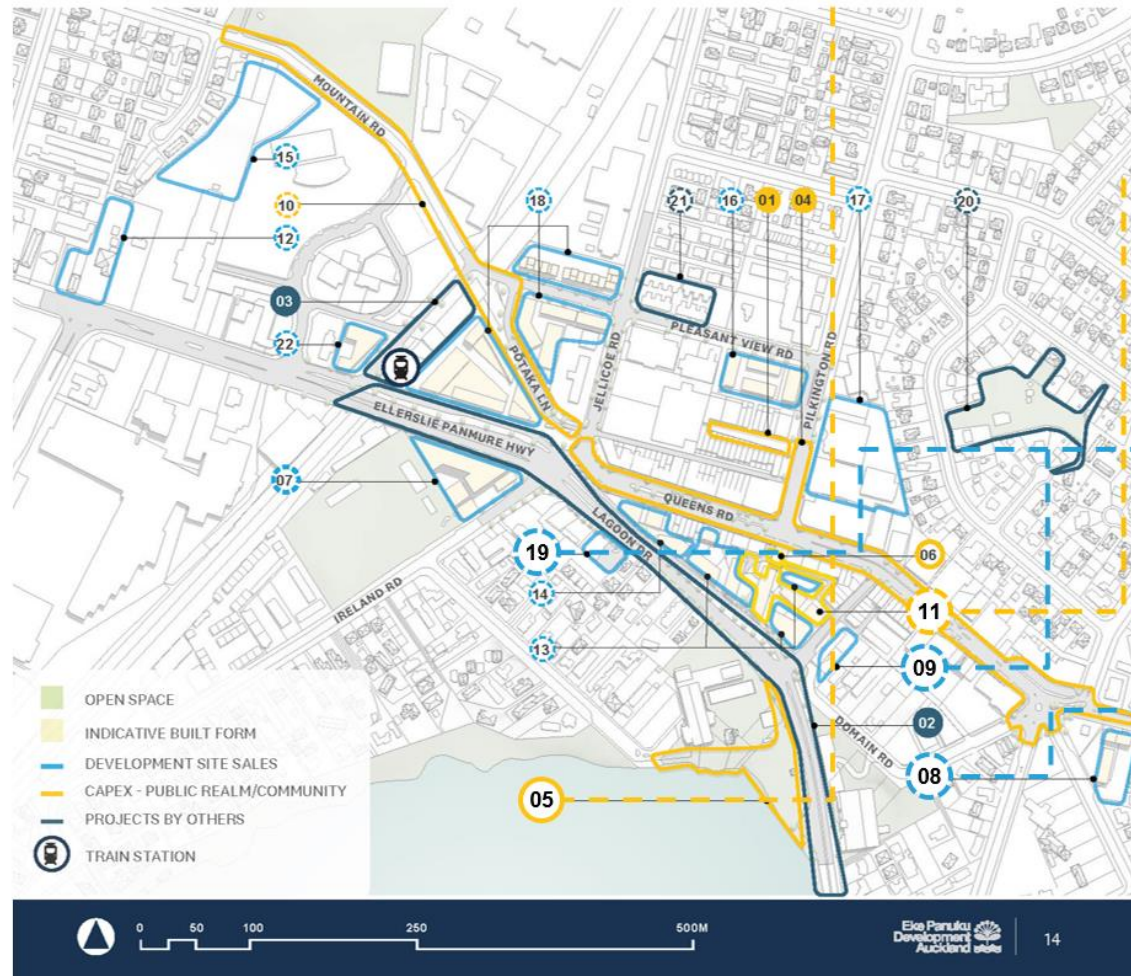 MOUNTAIN RD
15
10
12
18
21
16
01
04
17
20
03
22
PLEASANT VIEW RD
PILKINGTON RD
JELLICOE RD
PŌTAKA LN
ELLERSLIE PANMURE HWY
07
QUEENS RD
LAGOON DR
19
06
14
11
IRELAND RD
13
09
02
DOMAIN RD
08
05
OPEN SPACE
INDICATIVE BUILT FORM
DEVELOPMENT SITE SALES
CAPEX - PUBLIC REALM/COMMUNITY
PROJECTS BY OTHERS
TRAIN STATION
0 50 100 250 500M
Eke Panuku
Development
Auckland
14